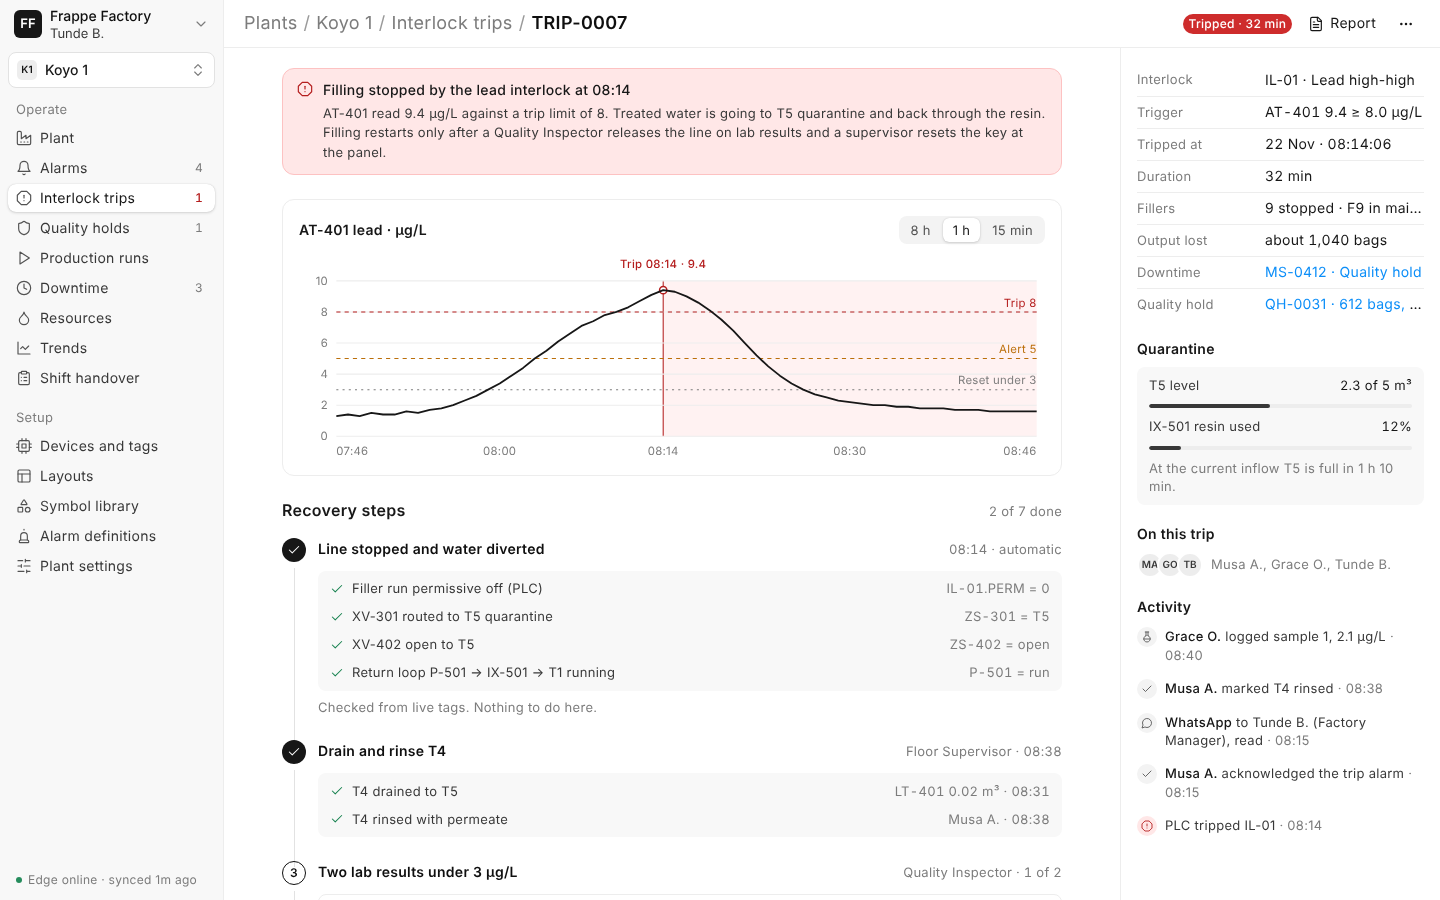 FF
Frappe Factory
Tunde B.
K1
Koyo 1
Operate
Plant
Alarms 4
Interlock trips 1
Quality holds 1
Production runs
Downtime 3
Resources
Trends
Shift handover
Setup
Devices and tags
Layouts
Symbol library
Alarm definitions
Plant settings
Edge online · synced 1m ago
Plants / Koyo 1 / Interlock trips / TRIP-0007
Tripped · 32 min
Report
Filling stopped by the lead interlock at 08:14
AT-401 read 9.4 µg/L against a trip limit of 8. Treated water is going to T5 quarantine and back through the resin.
Filling restarts only after a Quality Inspector releases the line on lab results and a supervisor resets the key at
the panel.
AT-401 lead · µg/L
8 h 1 h 15 min
Trip 08:14 · 9.4
10
Trip 8
8
6
Alert 5
4
Reset under 3
2
0
07:46 08:00 08:14 08:30 08:46
Recovery steps 2 of 7 done
Line stopped and water diverted 08:14 · automatic
Filler run permissive off (PLC) IL-01.PERM = 0
XV-301 routed to T5 quarantine ZS-301 = T5
XV-402 open to T5 ZS-402 = open
Return loop P-501 → IX-501 → T1 running P-501 = run
Checked from live tags. Nothing to do here.
Drain and rinse T4 Floor Supervisor · 08:38
T4 drained to T5 LT-401 0.02 m³ · 08:31
T4 rinsed with permeate Musa A. · 08:38
3 Two lab results under 3 µg/L Quality Inspector · 1 of 2
Interlock IL-01 · Lead high-high
Trigger AT-401 9.4 ≥ 8.0 µg/L
Tripped at 22 Nov · 08:14:06
Duration 32 min
Fillers 9 stopped · F9 in mai…
Output lost about 1,040 bags
Downtime MS-0412 · Quality hold
Quality hold QH-0031 · 612 bags, …
Quarantine
T5 level 2.3 of 5 m³
IX-501 resin used 12%
At the current inflow T5 is full in 1 h 10
min.
On this trip
MA GO TB Musa A., Grace O., Tunde B.
Activity
Grace O. logged sample 1, 2.1 µg/L ·
08:40
Musa A. marked T4 rinsed · 08:38
WhatsApp to Tunde B. (Factory
Manager), read · 08:15
Musa A. acknowledged the trip alarm ·
08:15
PLC tripped IL-01 · 08:14